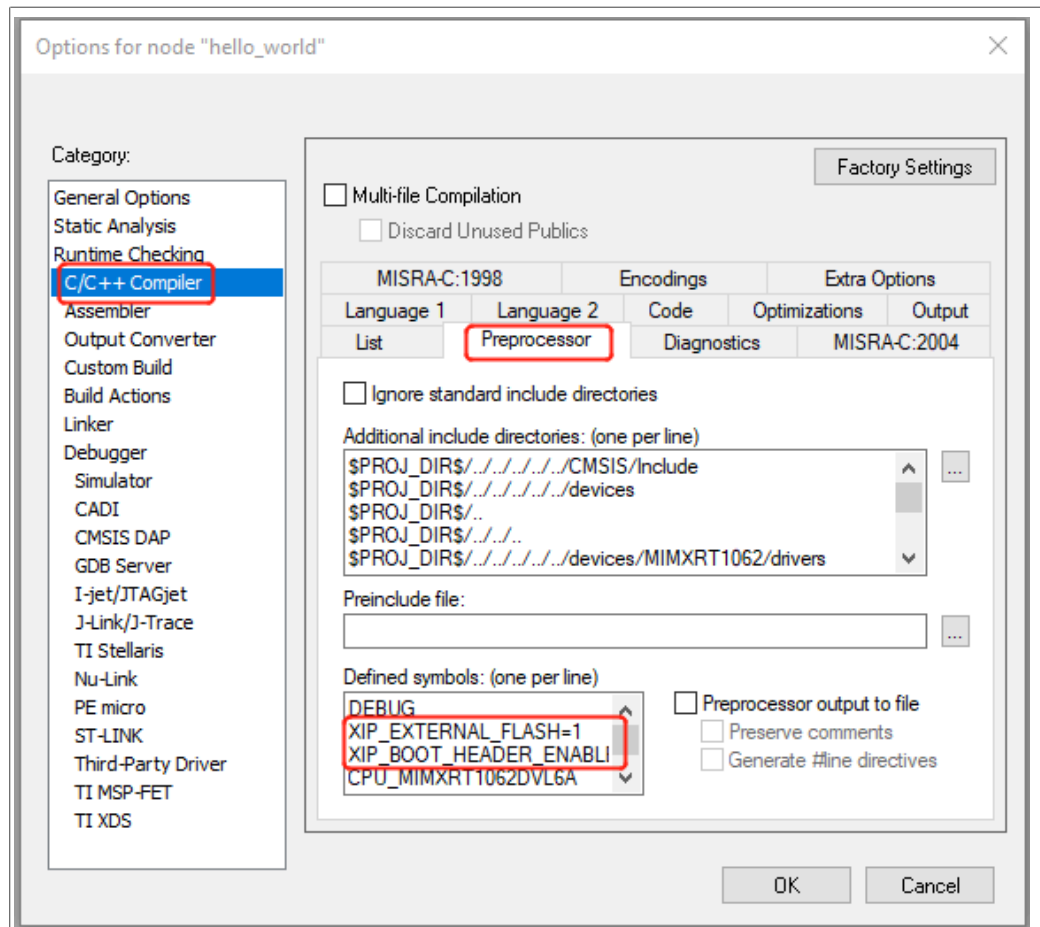 Options for node "hello_world"
Category:
General Options
Static Analysis
Runtime Checking
C/C++ Compiler
Assembler
Output Converter
Custom Build
Build Actions
Linker
Debugger
Simulator
CADI
CMSIS DAP
GDB Server
I-jet/JTAGjet
J-Link/J-Trace
TI Stellaris
Nu-Link
PE micro
ST-LINK
Third-Party Driver
TI MSP-FET
TI XDS
Factory Settings
Multi-file Compilation
Discard Unused Publics
MISRA-C:1998 Encodings Extra Options
Language 1 Language 2 Code Optimizations Output
List Preprocessor Diagnostics MISRA-C:2004
Ignore standard include directories
Additional include directories: (one per line)
$PROJ_DIR$/../../../../../CMSIS/Include
$PROJ_DIR$/../../../../../devices
$PROJ_DIR$/..
$PROJ_DIR$/../../..
$PROJ_DIR$/../../../../../devices/MIMXRT1062/drivers
...
Preinclude file:
...
Defined symbols: (one per line)
DEBUG
XIP_EXTERNAL_FLASH=1
XIP_BOOT_HEADER_ENABLI
CPU_MIMXRT1062DVL6A
Preprocessor output to file
Preserve comments
Generate #line directives
OK Cancel